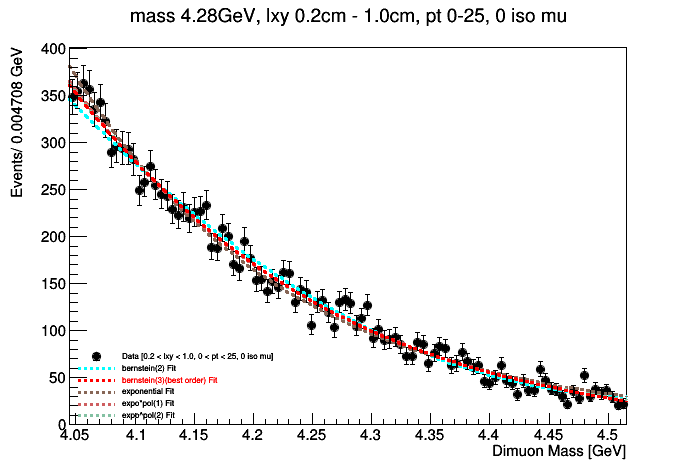 mass 4.28GeV, lxy 0.2cm - 1.0cm, pt 0-25, 0 iso mu
Events/ 0.004708 GeV
400
350
300
250
200
150
100
50
0
Data [0.2 < lxy < 1.0, 0 < pt < 25, 0 iso mu]
bernstein(2) Fit
bernstein(3)(best order) Fit
exponential Fit
expo*pol(1) Fit
expo*pol(2) Fit
4.05 4.1 4.15 4.2 4.25 4.3 4.35 4.4 4.45 4.5
Dimuon Mass [GeV]